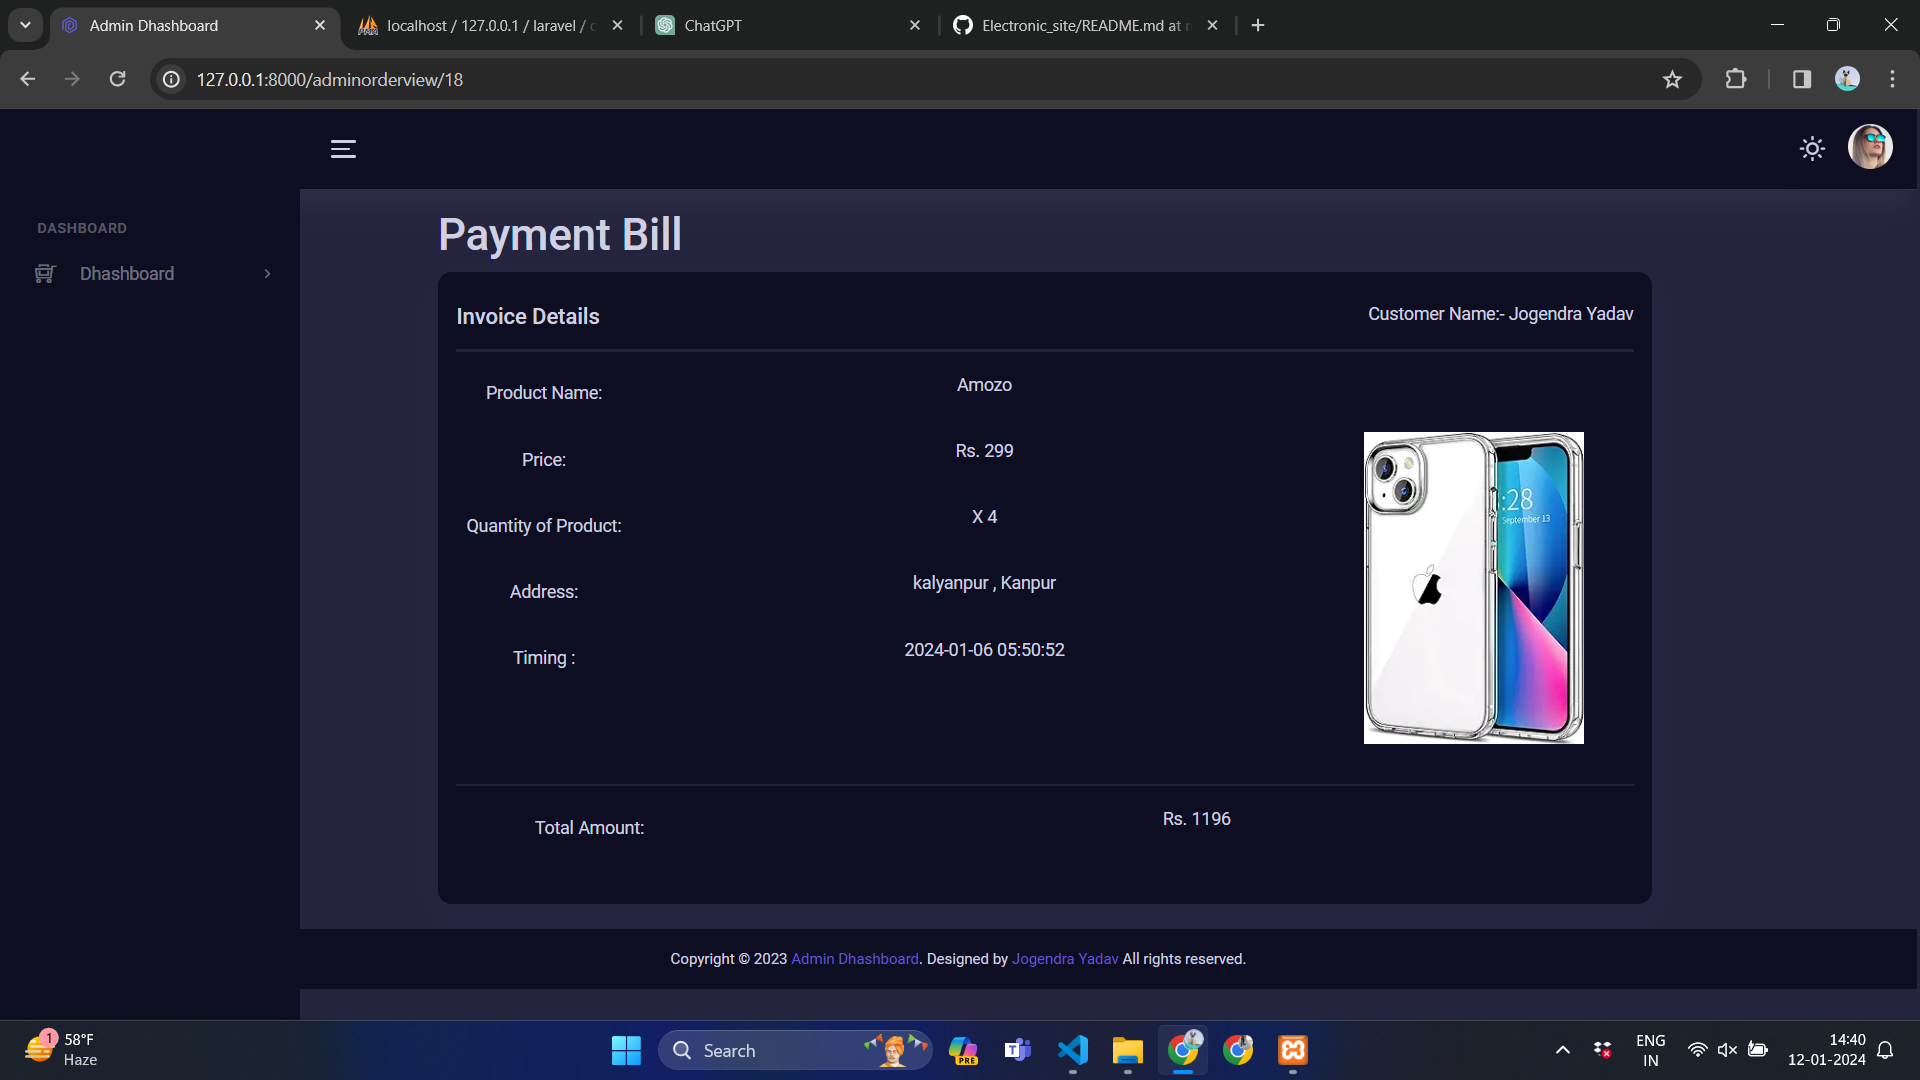 Admin Dhashboard
localhost / 127.0.0.1 / laravel /
ChatGPT
Electronic_site/README.md at
127.0.0.1:8000/adminorderview/18
DASHBOARD
Dhashboard
Payment Bill
Invoice Details
Customer Name:- Jogendra Yadav
Product Name:
Amozo
Price:
Rs. 299
Quantity of Product:
X 4
Address:
kalyanpur , Kanpur
Timing :
2024-01-06 05:50:52
:28
September 13
Total Amount:
Rs. 1196
Copyright © 2023 Admin Dhashboard. Designed by Jogendra Yadav All rights reserved.
1
58°F
Haze
Search
PRE
ENG
IN
14:40
12-01-2024